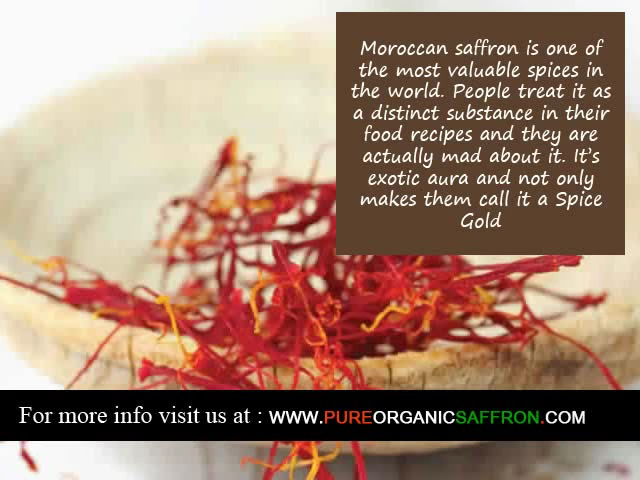 Moroccan saffron is one of
the most valuable spices in
the world. People treat it as
a distinct substance in their
food recipes and they are
actually mad about it. It's
exotic aura and not only
makes them call it a Spice
Gold
For more info visit us at : WWW.PUREORGANICSAFFRON.COM